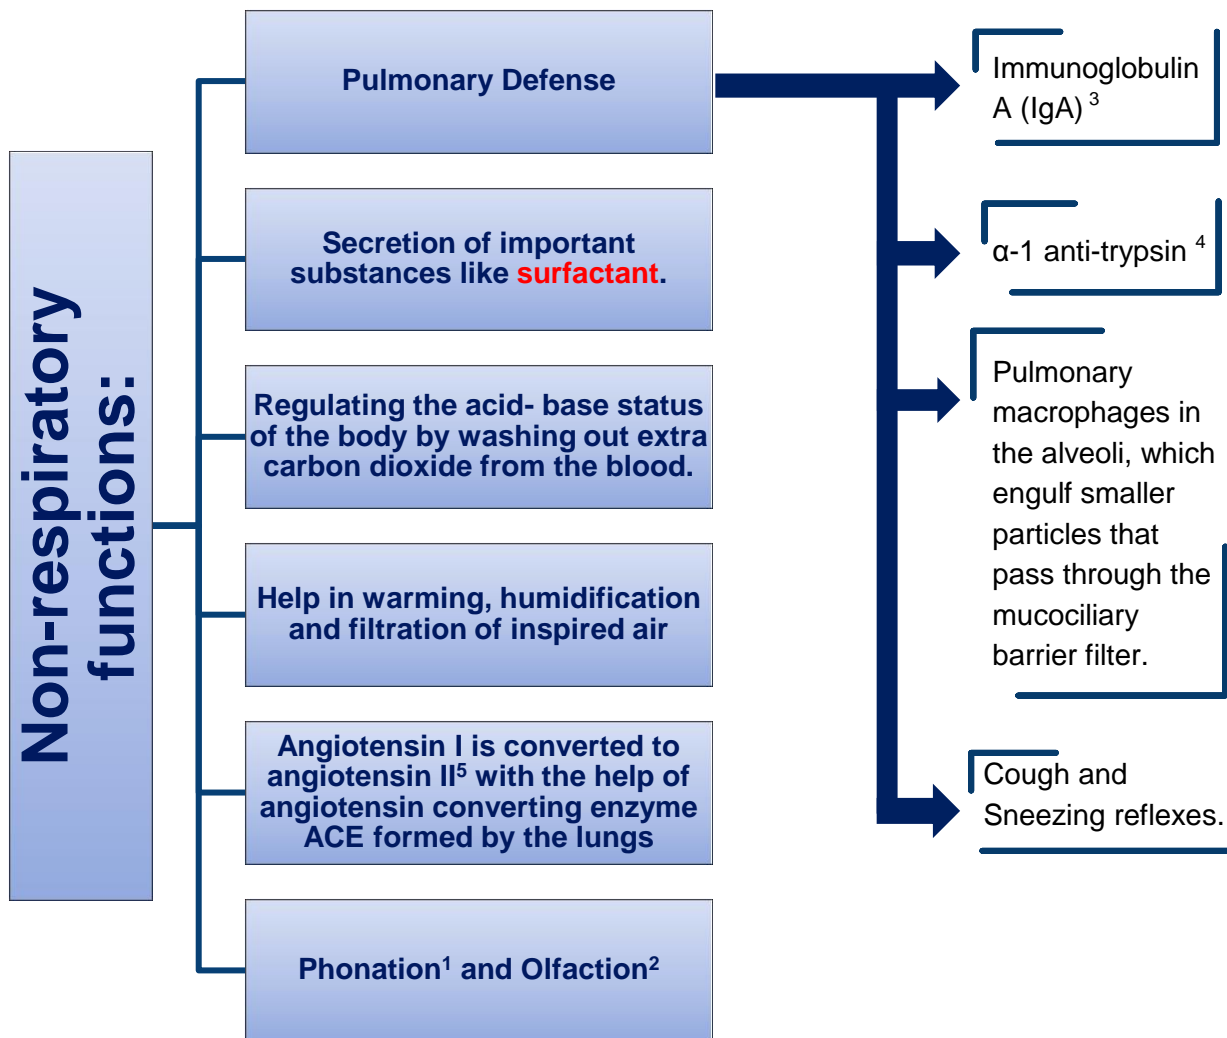 Non-respiratory
functions:
Pulmonary Defense
Secretion of important
substances like surfactant.
Regulating the acid- base status
of the body by washing out extra
carbon dioxide from the blood.
Help in warming, humidification
and filtration of inspired air
Angiotensin I is converted to
angiotensin II⁵ with the help of
angiotensin converting enzyme
ACE formed by the lungs
Phonation¹ and Olfaction²
Immunoglobulin
A (IgA) ³
α-1 anti-trypsin ⁴
Pulmonary
macrophages in
the alveoli, which
engulf smaller
particles that
pass through the
mucociliary
barrier filter.
Cough and
Sneezing reflexes.